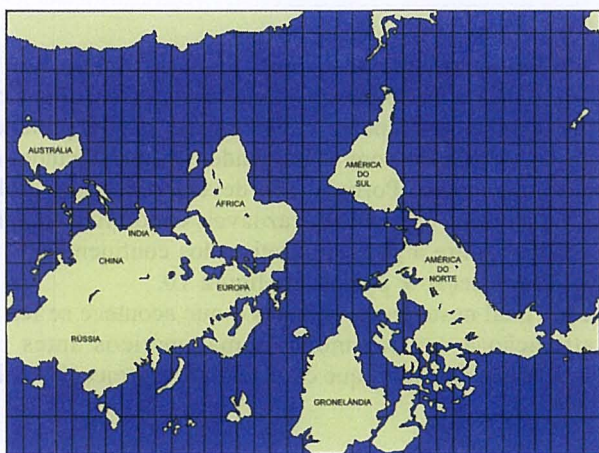 AUSTRÁLIA
AMÉRICA
DO
SUL
ÁFRICA
ÍNDIA
CHINA
AMÉRICA
DO
NORTE
EUROPA
RÚSSIA
GRONELÂNDIA